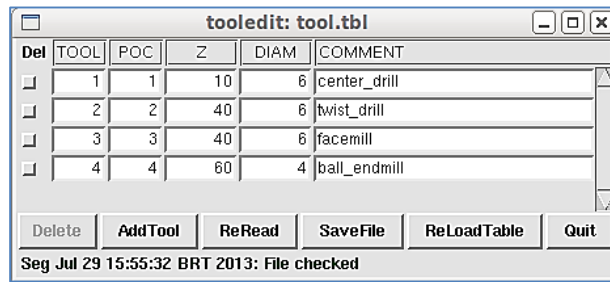 tooledit: tool.tbl
Del TOOL POC Z DIAM COMMENT
1 1 10 6 center_drill
2 2 40 6 twist_drill
3 3 40 6 facemill
4 4 60 4 ball_endmill
Delete AddTool ReRead SaveFile ReLoadTable Quit
Seg Jul 29 15:55:32 BRT 2013: File checked